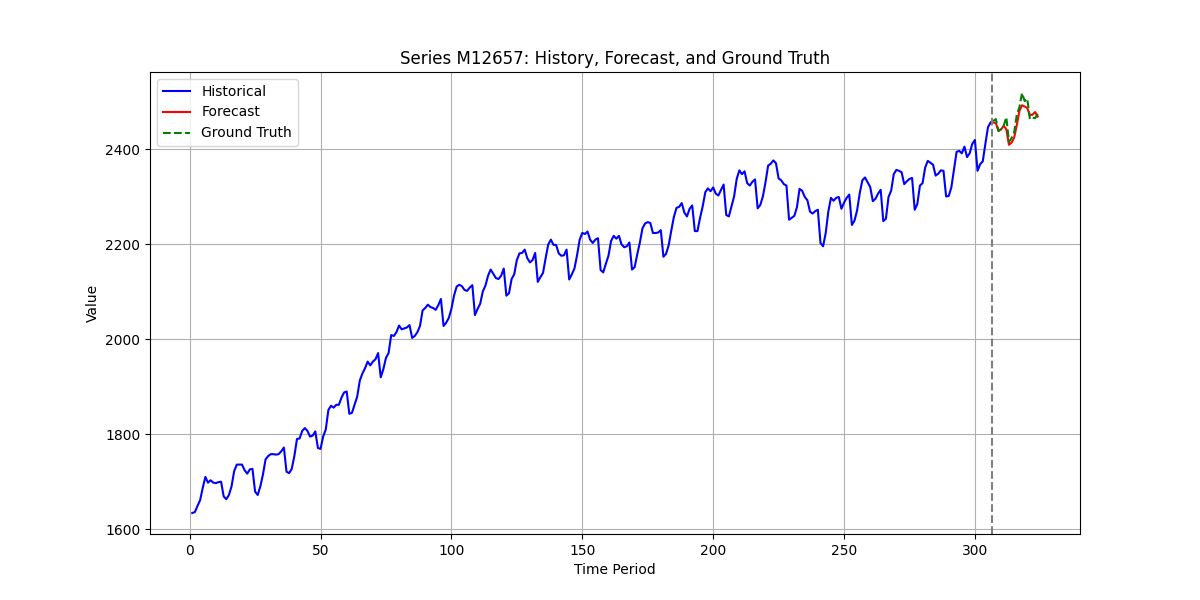 Series M12657: History, Forecast, and Ground Truth
Historical
Forecast
Ground Truth
Value
2400
2200
2000
1800
1600
0 50 100 150 200 250 300
Time Period